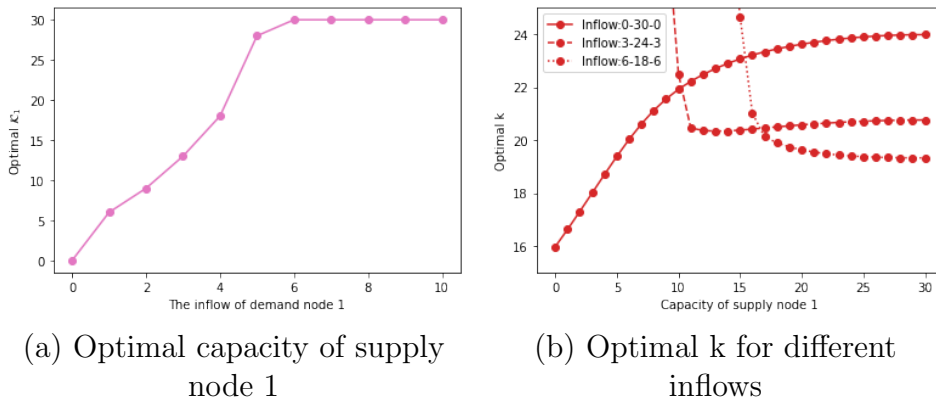 30
25
20
15
10
5
0
Optimal 𝒦₁
0 2 4 6 8 10
The inflow of demand node 1
(a) Optimal capacity of supply
node 1
Inflow:0-30-0
Inflow:3-24-3
Inflow:6-18-6
24
22
20
18
16
Optimal k
0 5 10 15 20 25 30
Capacity of supply node 1
(b) Optimal k for different
inflows